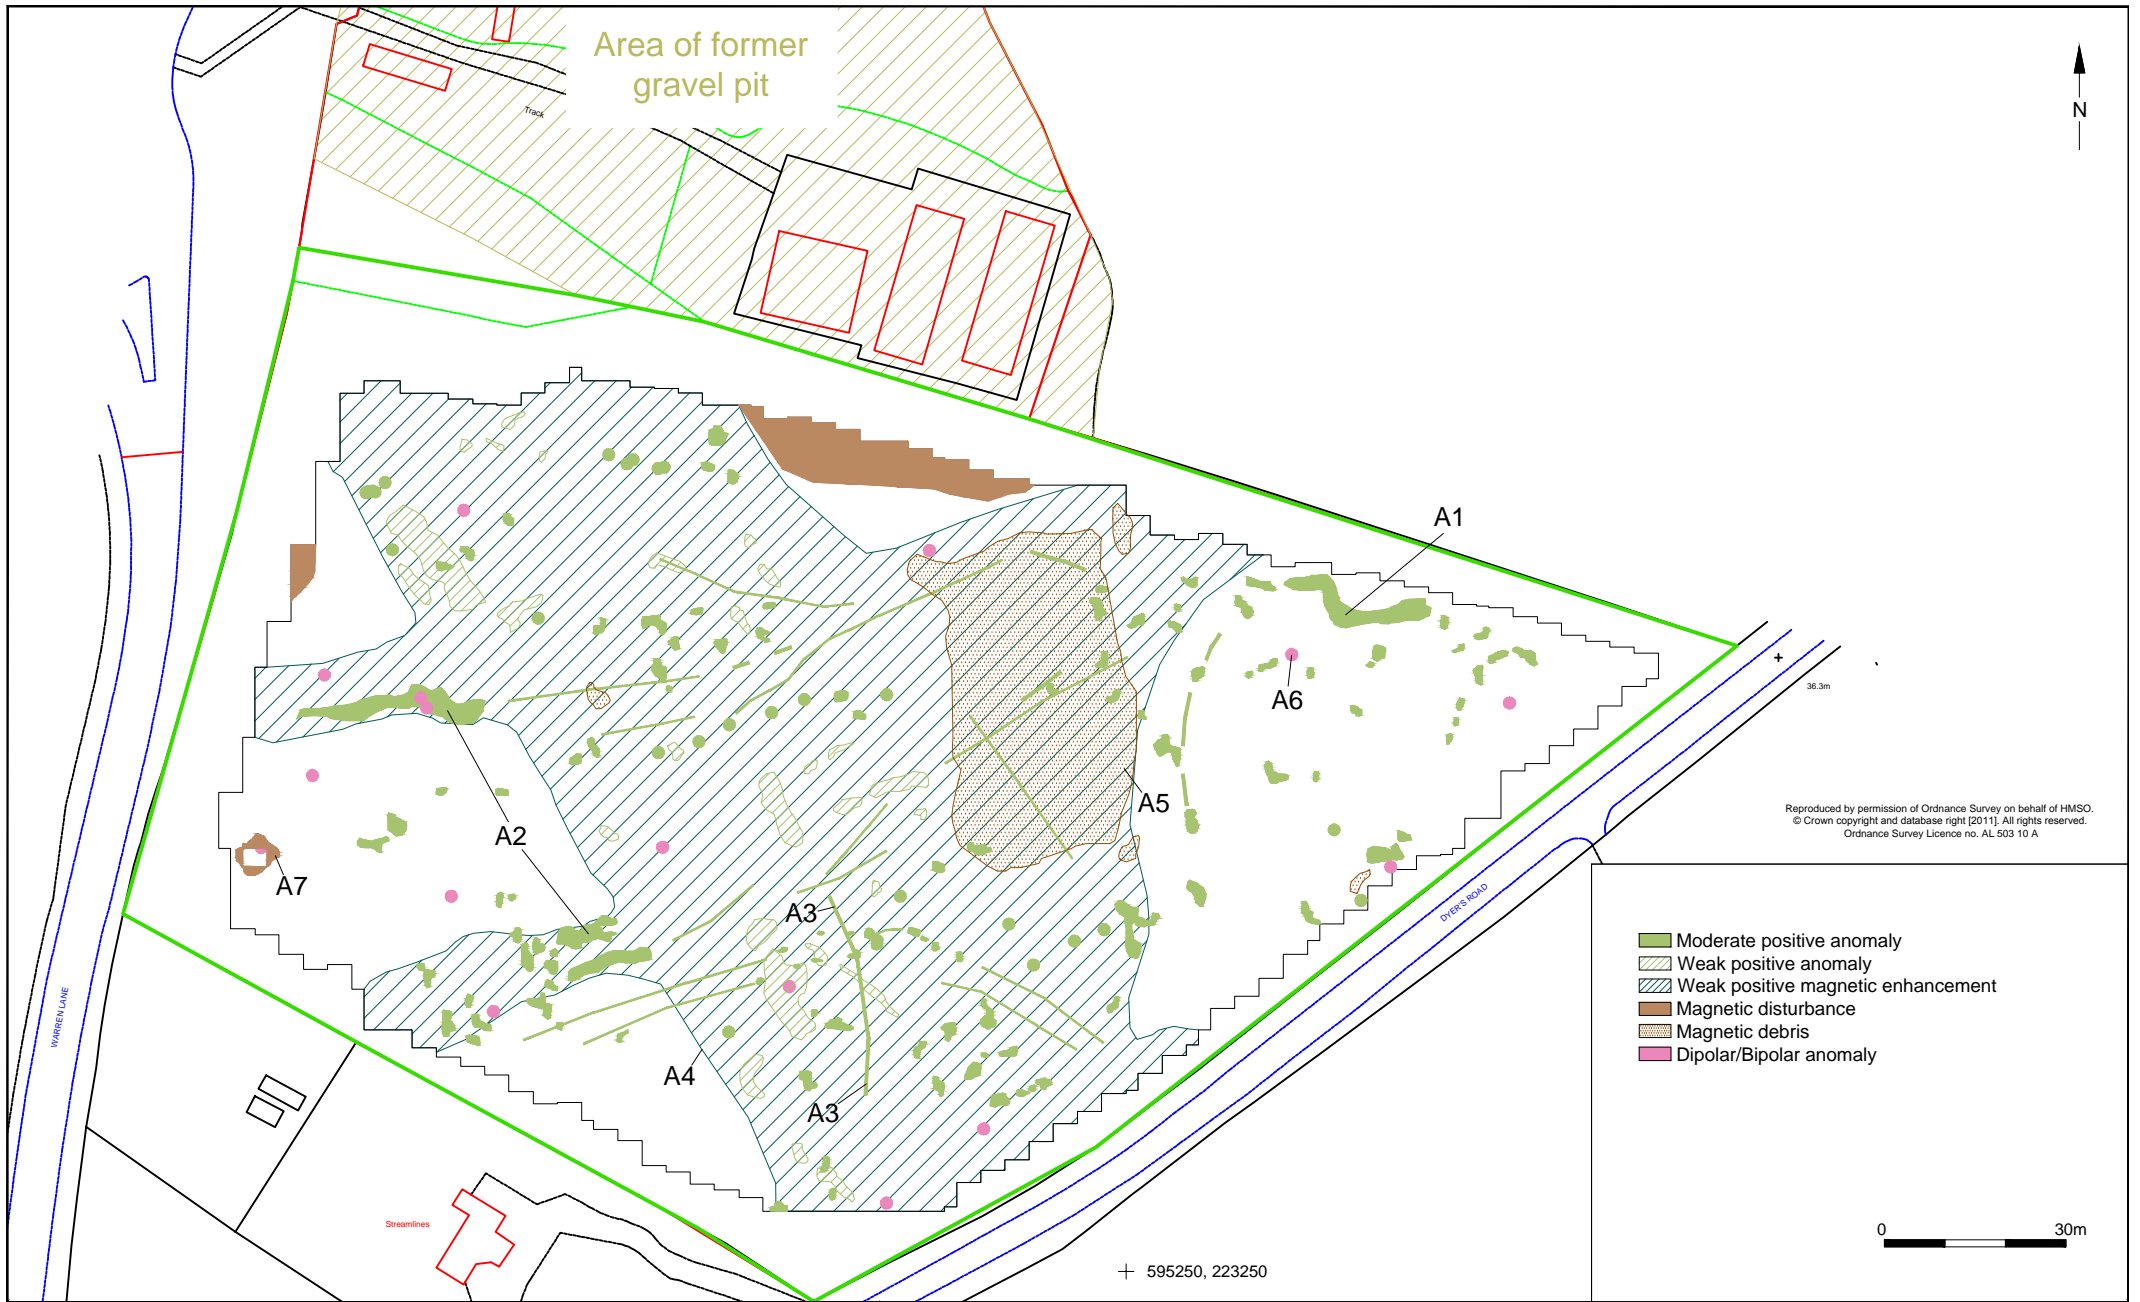 Area of former
gravel pit
Track
N
A1
A6
36.3m
A5
Reproduced by permission of Ordnance Survey on behalf of HMSO.
© Crown copyright and database right [2011]. All rights reserved.
Ordnance Survey Licence no. AL 503 10 A
A2
A7
DYER'S ROAD
A3
Moderate positive anomaly
Weak positive anomaly
Weak positive magnetic enhancement
Magnetic disturbance
Magnetic debris
Dipolar/Bipolar anomaly
WARREN LANE
A4
A3
Streamlines
0 30m
595250, 223250